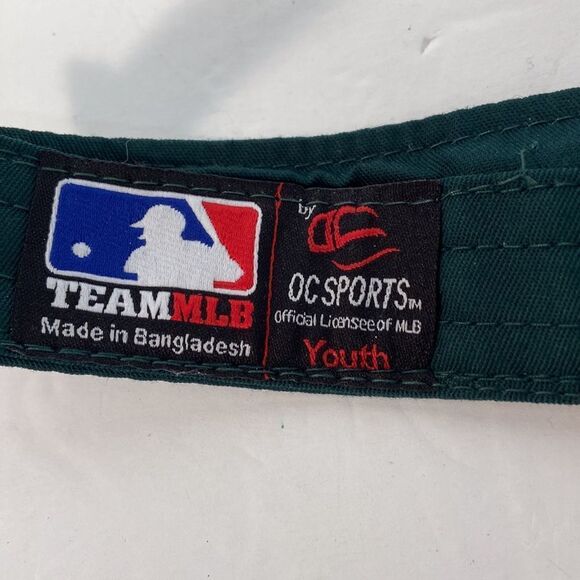 TEAMMLB
Made in Bangladesh
by
OC SPORTS™
Official Licensee of MLB
Youth